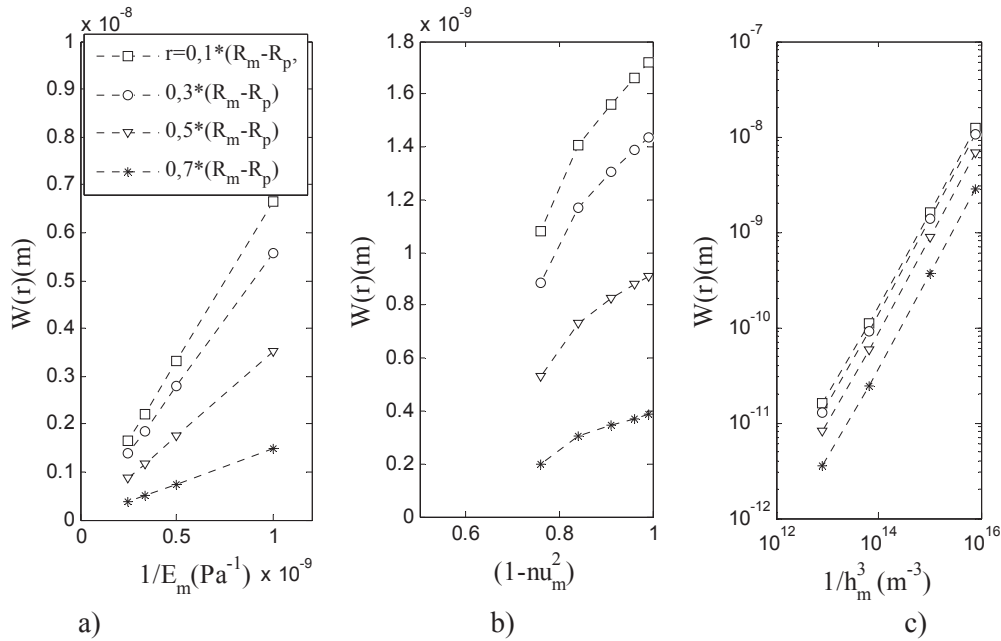 x 10^-8
1
0.9
0.8
0.7
0.6
0.5
0.4
0.3
0.2
0.1
0
W(r)(m)
r=0,1*(R_m-R_p,
0,3*(R_m-R_p)
0,5*(R_m-R_p)
0,7*(R_m-R_p)
0 0.5 1
1/E_m(Pa^-1) x 10^-9
a)
x 10^-9
1.8
1.6
1.4
1.2
1
0.8
0.6
0.4
0.2
0
W(r)(m)
0.6 0.8 1
(1-nu_m^2)
b)
10^-7
10^-8
10^-9
10^-10
10^-11
10^-12
W(r)(m)
10^12 10^14 10^16
1/h_m^3 (m^-3)
c)